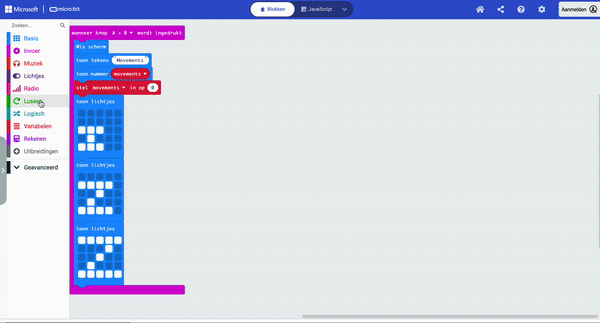 Microsoft micro:bit Blokken JavaScript Aanmelden
Zoeken...
Basis
Invoer
Muziek
Lichtjes
Radio
Lussen
Logisch
Variabelen
Rekenen
Uitbreidingen
Geavanceerd
wanneer knop A + B wordt ingedrukt
Wis scherm
toon tekens "Movements"
toon nummer movements
stel movements in op 0
toon lichtjes
toon lichtjes
toon lichtjes